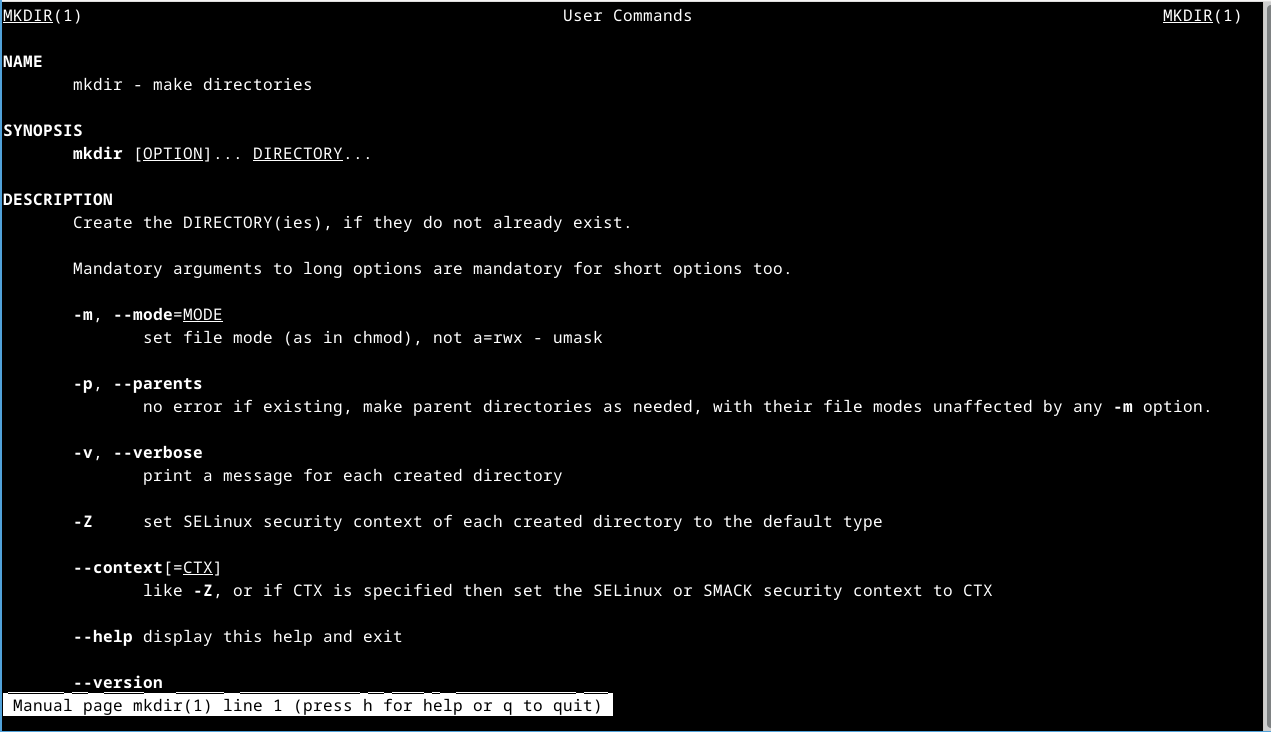 MKDIR(1) User Commands MKDIR(1)
NAME
mkdir - make directories
SYNOPSIS
mkdir [OPTION]... DIRECTORY...
DESCRIPTION
Create the DIRECTORY(ies), if they do not already exist.
Mandatory arguments to long options are mandatory for short options too.
-m, --mode=MODE
set file mode (as in chmod), not a=rwx - umask
-p, --parents
no error if existing, make parent directories as needed, with their file modes unaffected by any -m option.
-v, --verbose
print a message for each created directory
-Z set SELinux security context of each created directory to the default type
--context[=CTX]
like -Z, or if CTX is specified then set the SELinux or SMACK security context to CTX
--help display this help and exit
--version
Manual page mkdir(1) line 1 (press h for help or q to quit)